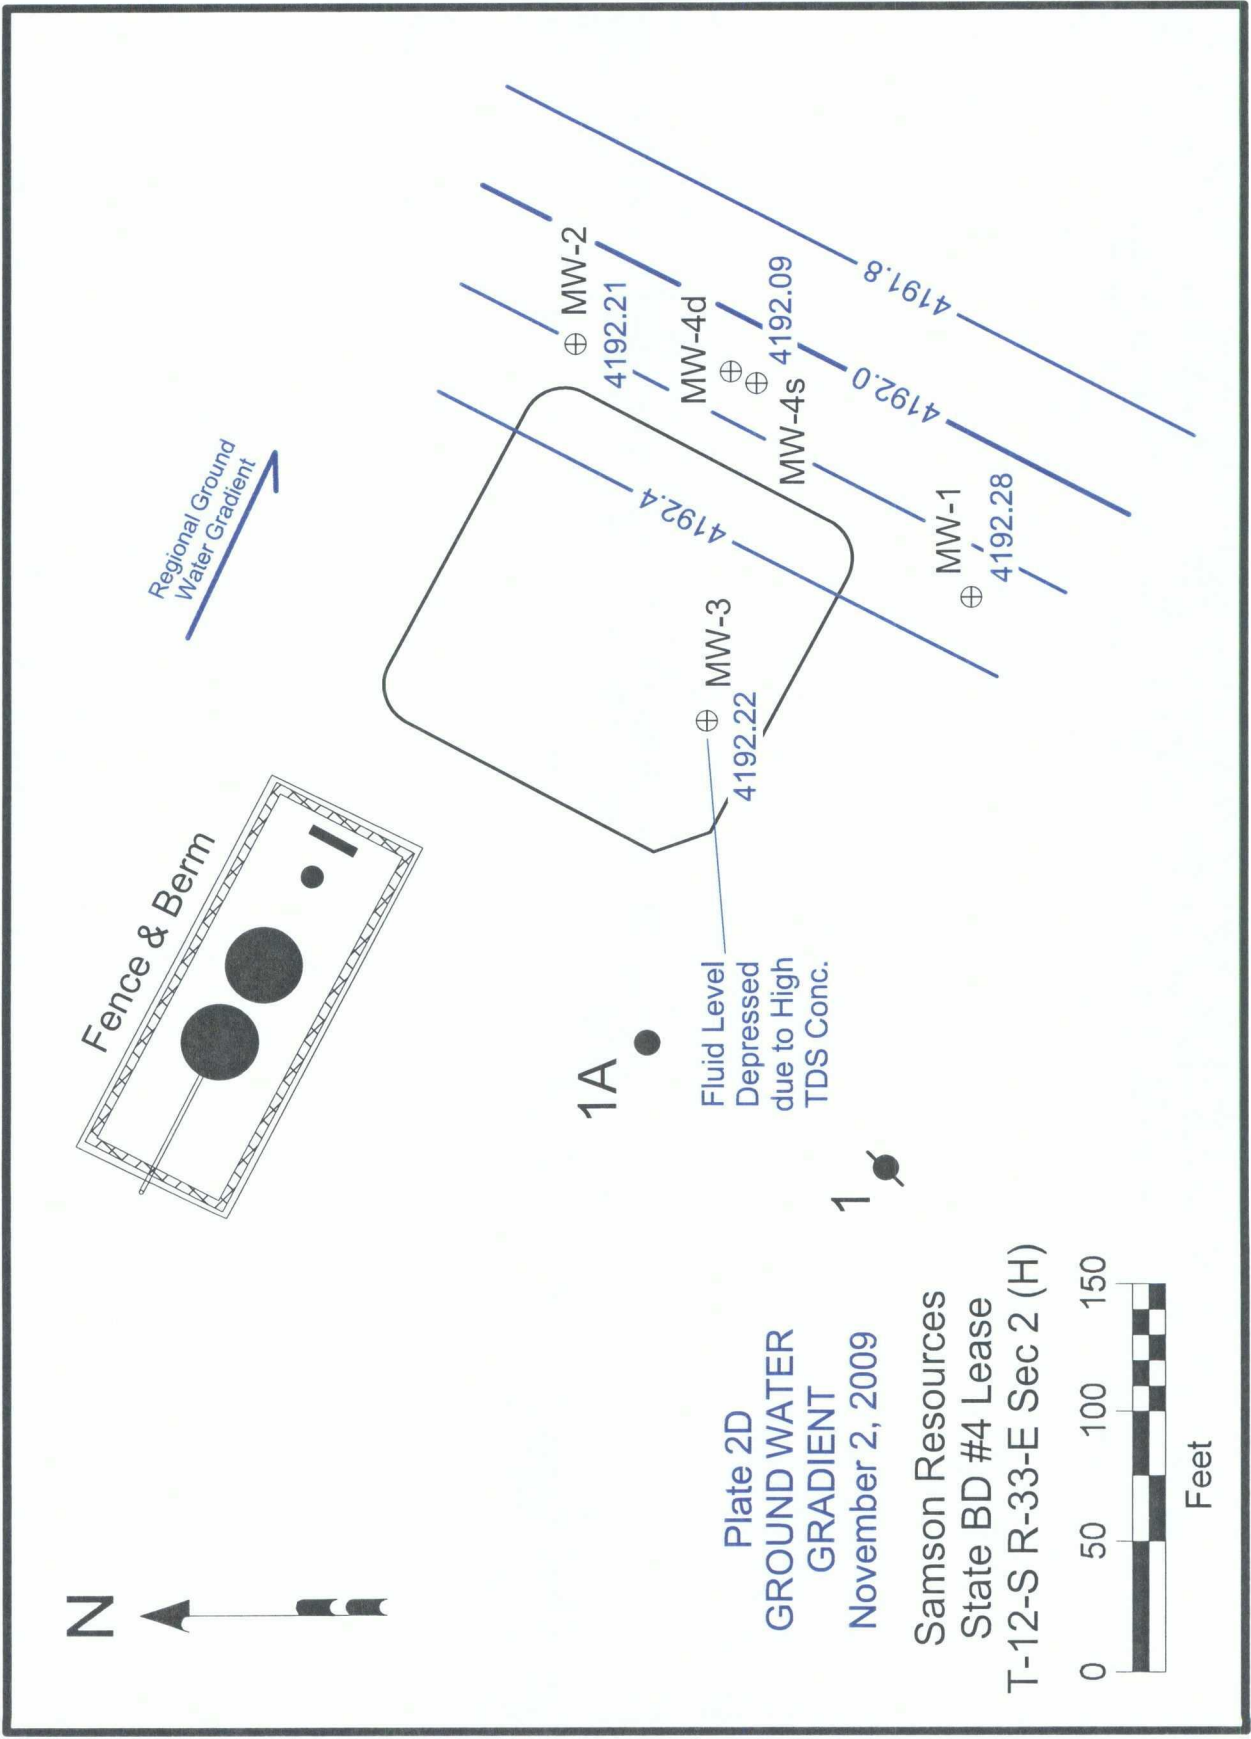 N
Fence & Berm
Regional Ground
Water Gradient
MW-2
4192.21
MW-4d
4192.09
MW-4s
4191.8
4192.0
4192.4
MW-3
4192.22
MW-1
4192.28
1A
Fluid Level
Depressed
due to High
TDS Conc.
1
Plate 2D
GROUND WATER
GRADIENT
November 2, 2009
Samson Resources
State BD #4 Lease
T-12-S R-33-E Sec 2 (H)
0 50 100 150
Feet